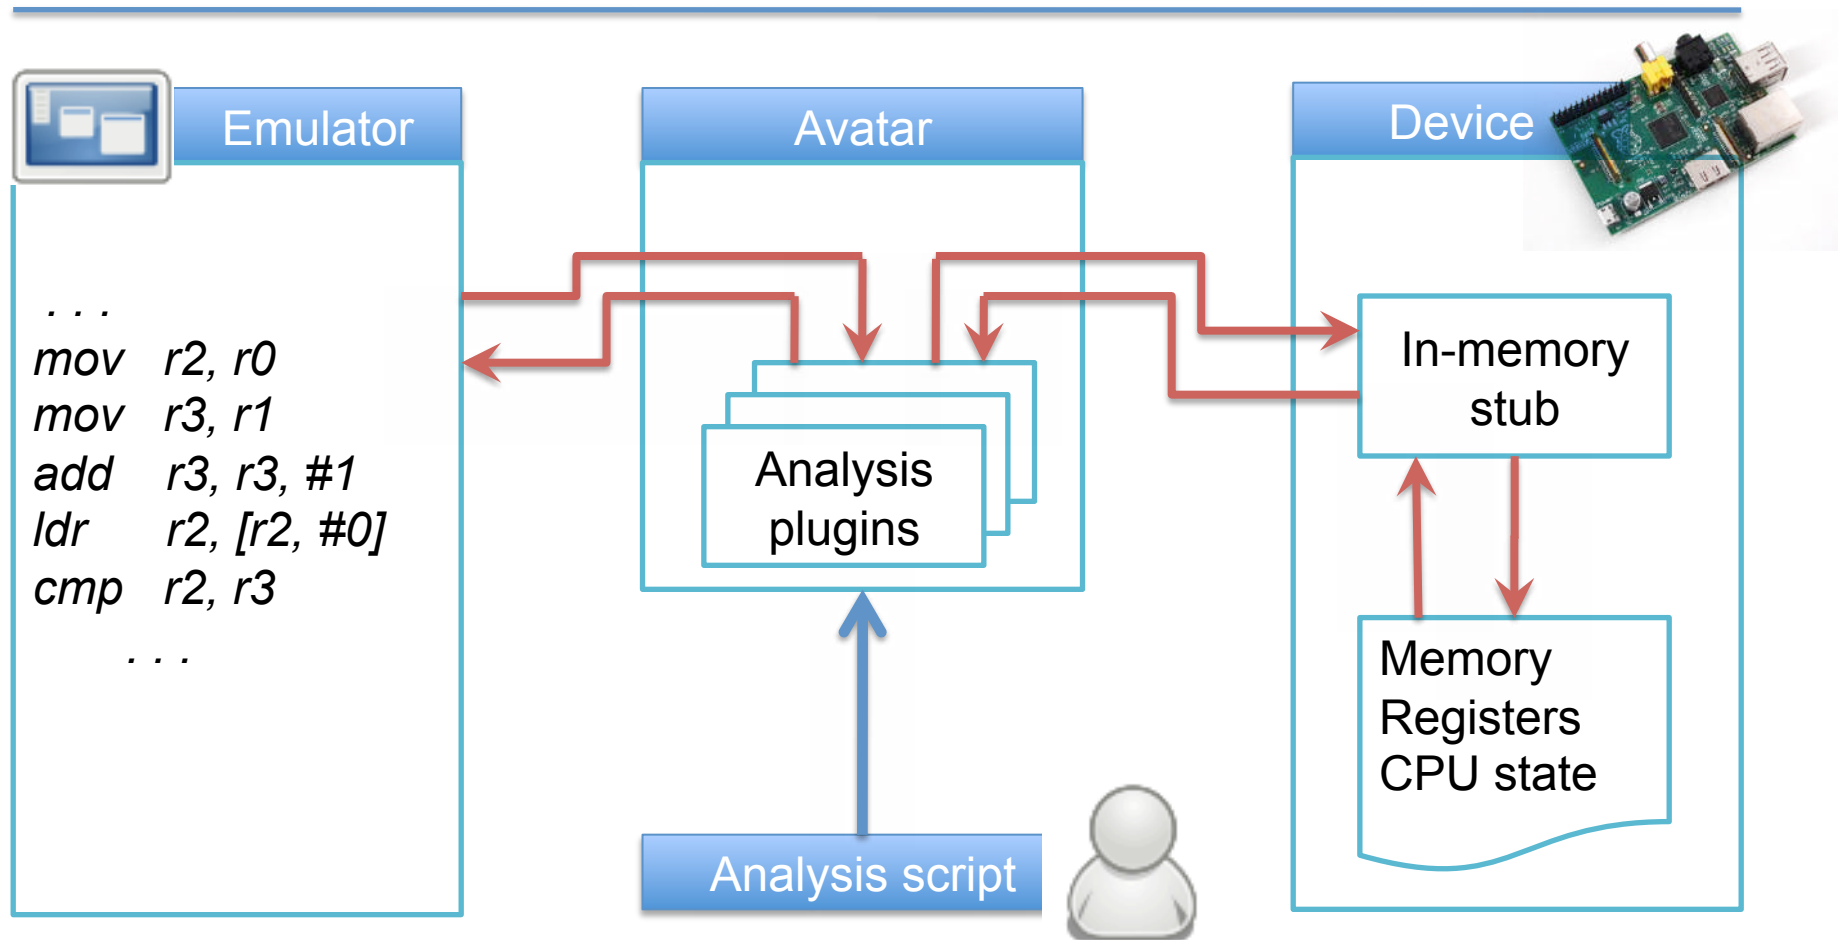 Emulator
Avatar
Device
. . .
mov r2, r0
mov r3, r1
add r3, r3, #1
ldr r2, [r2, #0]
cmp r2, r3
. . .
Analysis
plugins
In-memory
stub
Memory
Registers
CPU state
Analysis script